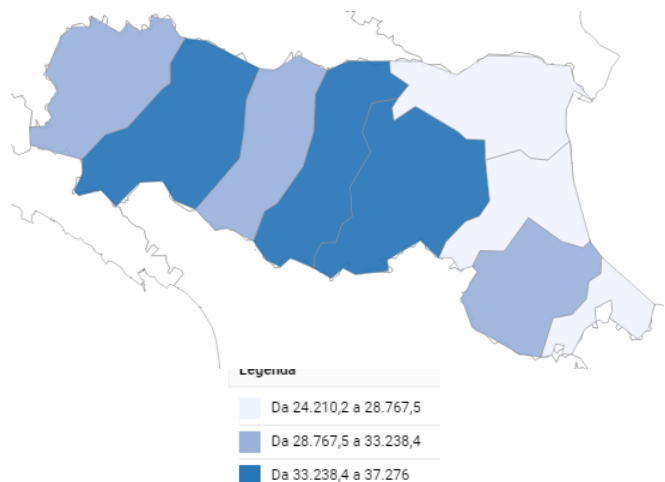 Legenda
Da 24.210,2 a 28.767,5
Da 28.767,5 a 33.238,4
Da 33.238,4 a 37.276